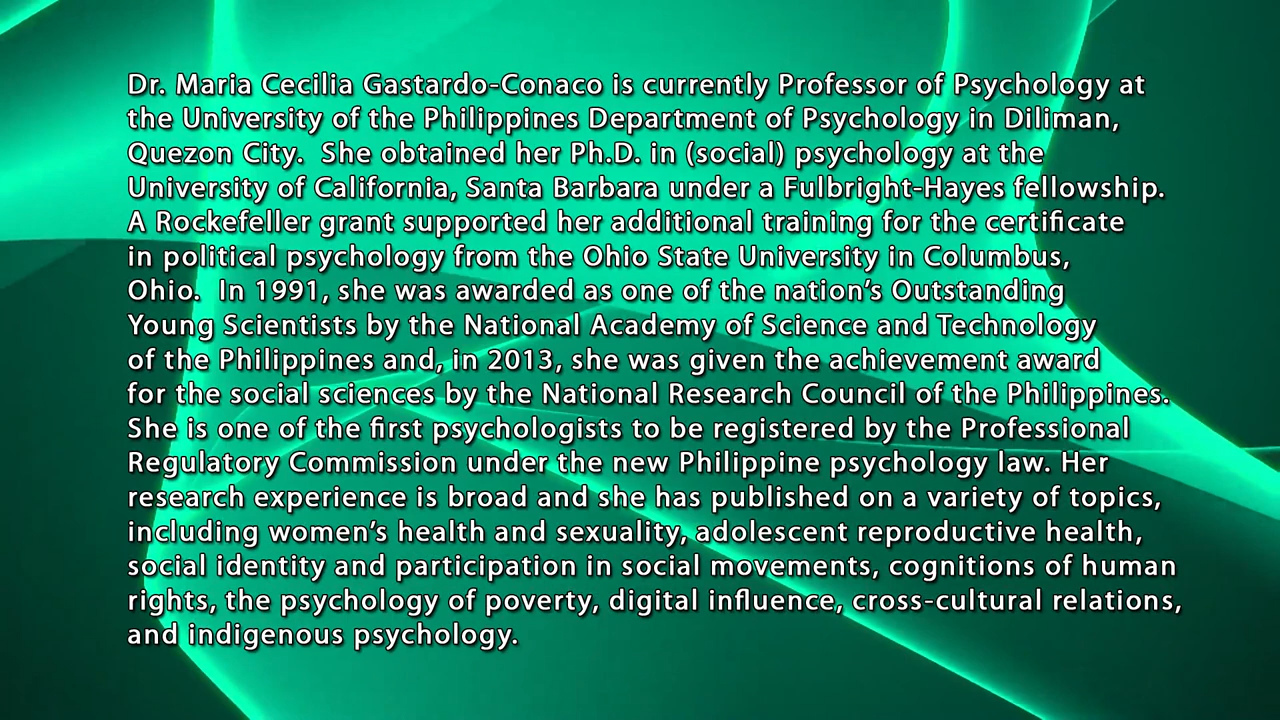 Dr. Maria Cecilia Gastardo-Conaco is currently Professor of Psychology at
the University of the Philippines Department of Psychology in Diliman,
Quezon City.  She obtained her Ph.D. in (social) psychology at the
University of California, Santa Barbara under a Fulbright-Hayes fellowship.
A Rockefeller grant supported her additional training for the certificate
in political psychology from the Ohio State University in Columbus,
Ohio.  In 1991, she was awarded as one of the nation’s Outstanding
Young Scientists by the National Academy of Science and Technology
of the Philippines and, in 2013, she was given the achievement award
for the social sciences by the National Research Council of the Philippines.
She is one of the first psychologists to be registered by the Professional
Regulatory Commission under the new Philippine psychology law. Her
research experience is broad and she has published on a variety of topics,
including women’s health and sexuality, adolescent reproductive health,
social identity and participation in social movements, cognitions of human
rights, the psychology of poverty, digital influence, cross-cultural relations,
and indigenous psychology.